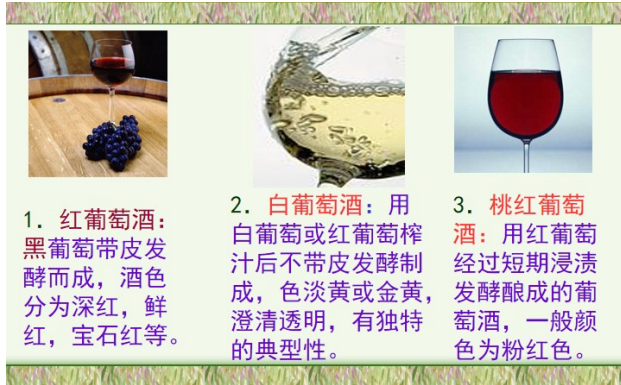 1. 红葡萄酒：
黑葡萄带皮发
酵而成，酒色
分为深红，鲜
红，宝石红等。
2. 白葡萄酒：用
白葡萄或红葡萄榨
汁后不带皮发酵制
成，色淡黄或金黄，
澄清透明，有独特
的典型性。
3. 桃红葡萄
酒：用红葡萄
经过短期浸渍
发酵酿成的葡
萄酒，一般颜
色为粉红色。